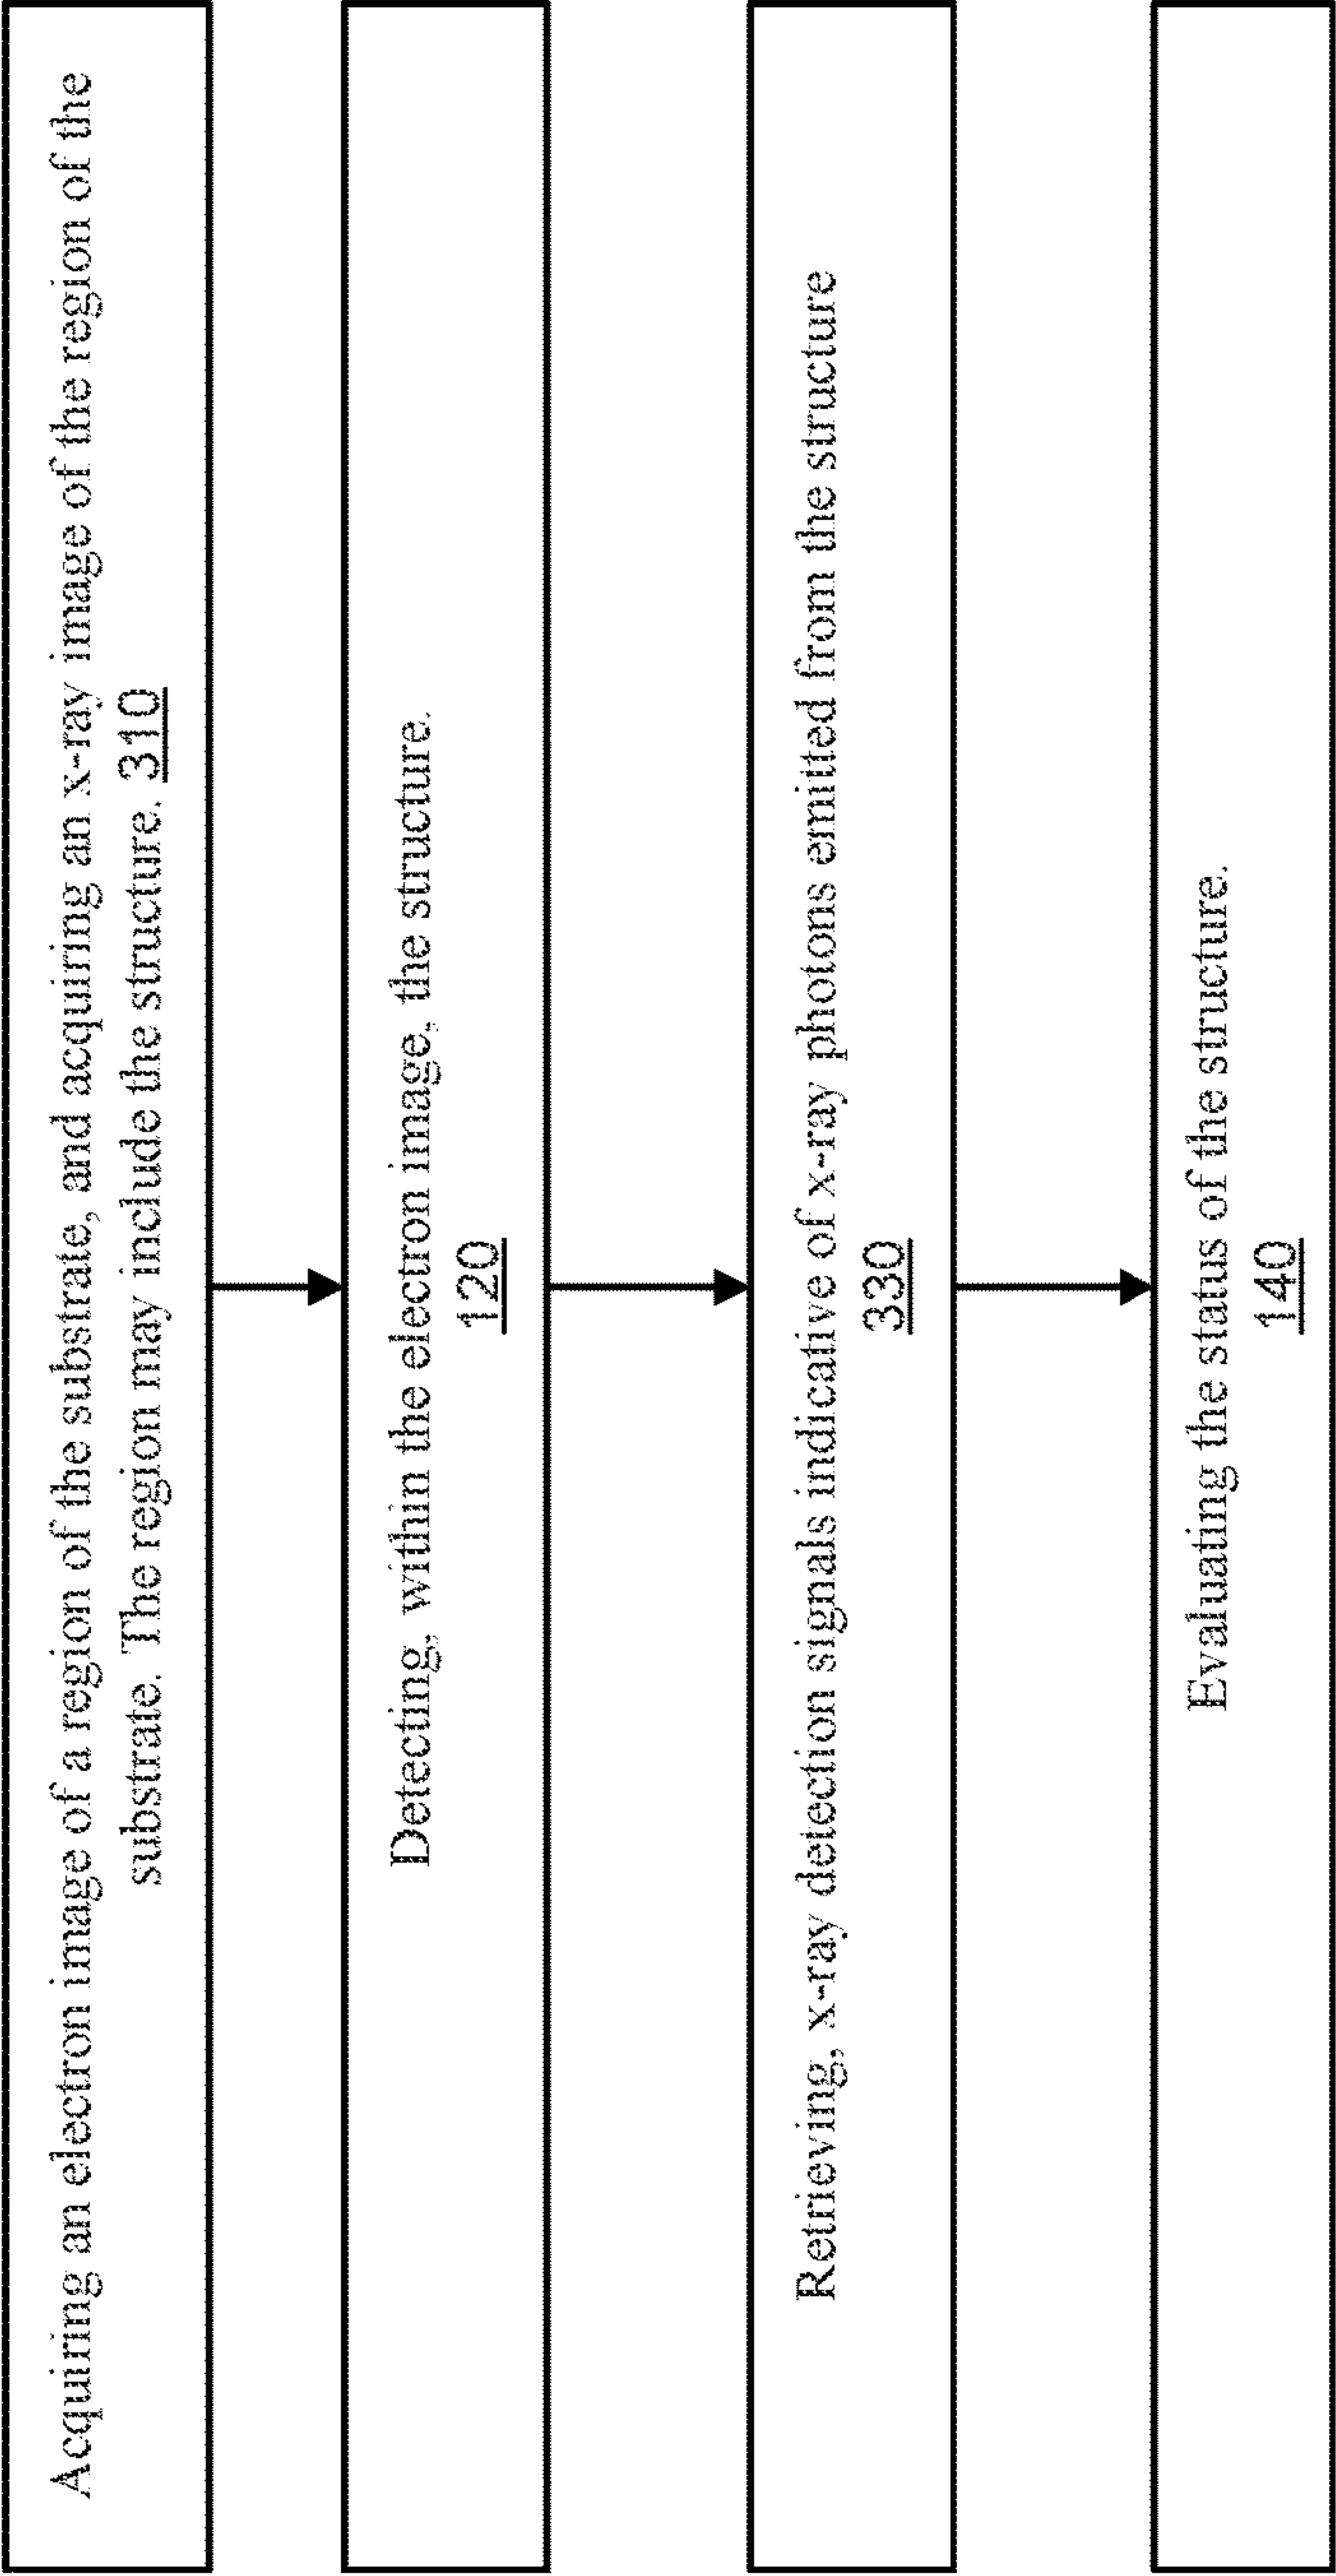 Acquiring an electron image of a region of the substrate, and acquiring an x-ray image of the region of the
substrate. The region may include the structure. 310
Detecting, within the electron image, the structure.
120
Retrieving, x-ray detection signals indicative of x-ray photons emitted from the structure
330
Evaluating the status of the structure.
140